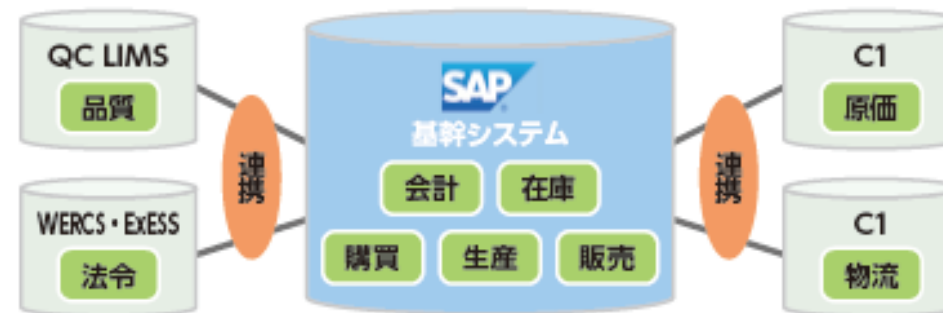 QC LIMS
品質
WERCS・ExESS
法令
連携
SAP
基幹システム
会計 在庫
購買 生産 販売
連携
C1
原価
C1
物流